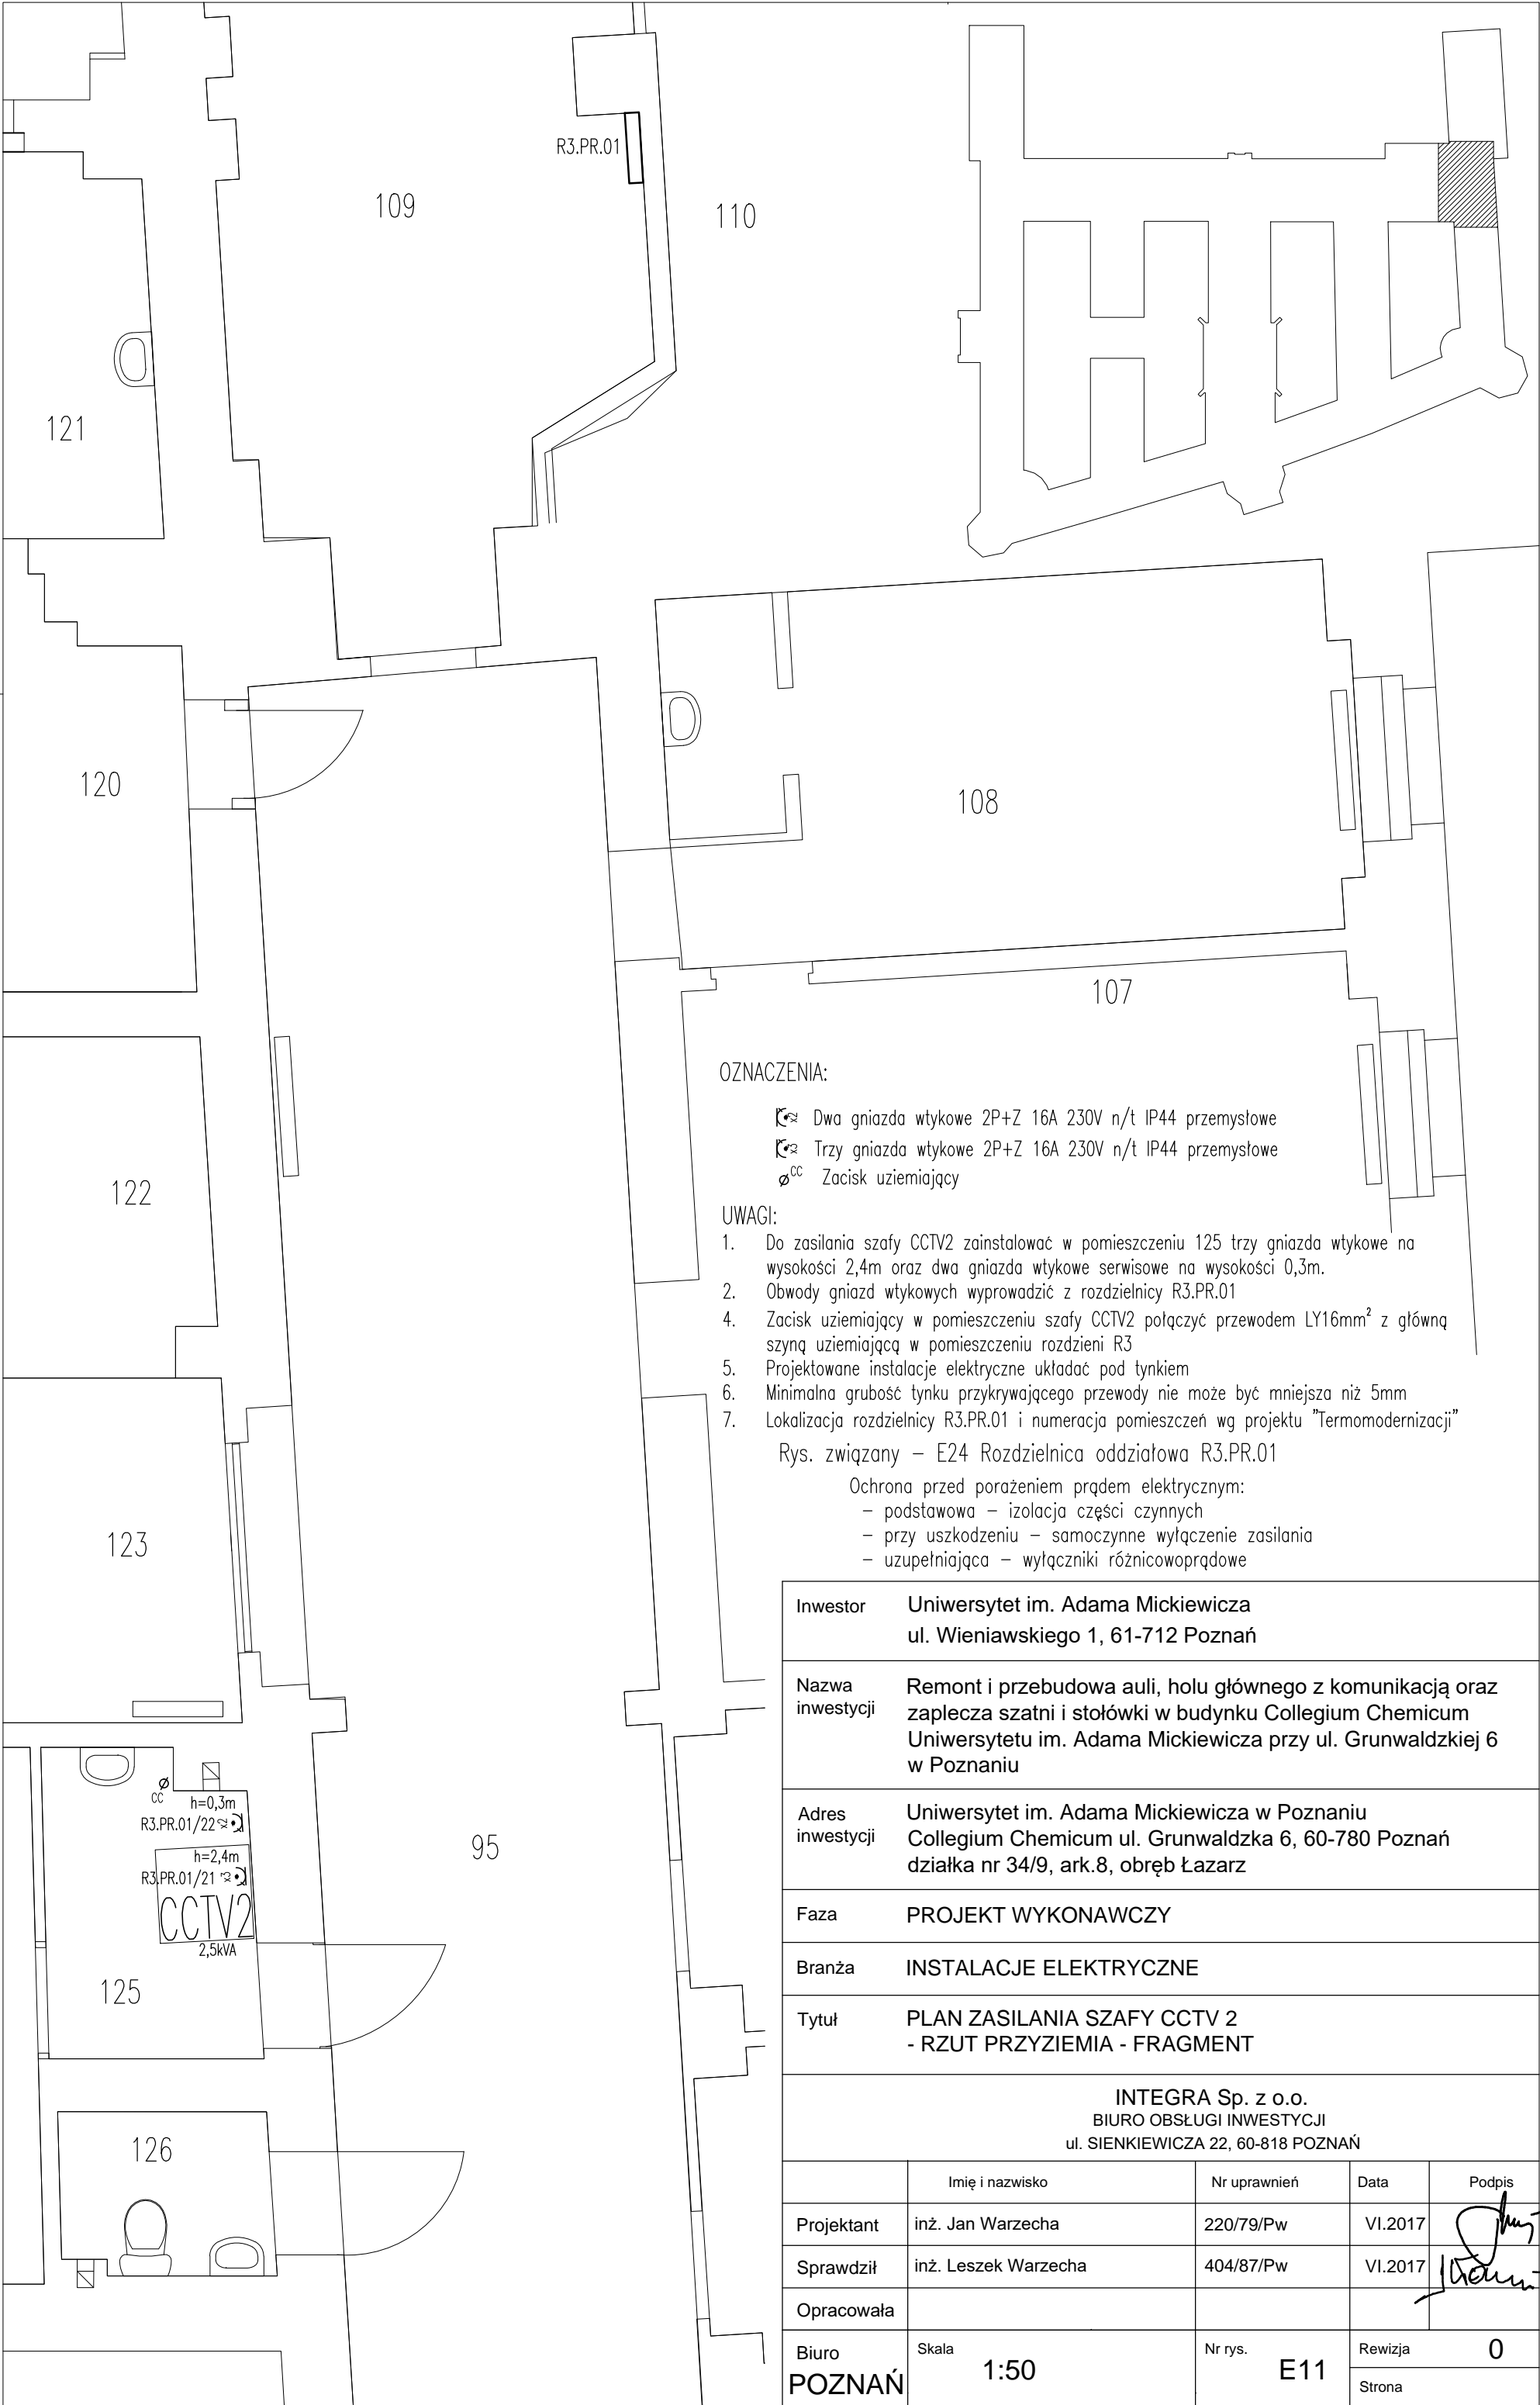 R3.PR.01
109
110
121
120
108
107
OZNACZENIA:
x2 Dwa gniazda wtykowe 2P+Z 16A 230V n/t IP44 przemysłowe
x3 Trzy gniazda wtykowe 2P+Z 16A 230V n/t IP44 przemysłowe
CC Zacisk uziemiający
122
UWAGI:
1. Do zasilania szafy CCTV2 zainstalować w pomieszczeniu 125 trzy gniazda wtykowe na
wysokości 2,4m oraz dwa gniazda wtykowe serwisowe na wysokości 0,3m.
2. Obwody gniazd wtykowych wyprowadzić z rozdzielnicy R3.PR.01
4. Zacisk uziemiający w pomieszczeniu szafy CCTV2 połączyć przewodem LY16mm² z główną
szyną uziemiającą w pomieszczeniu rozdzieni R3
5. Projektowane instalacje elektryczne układać pod tynkiem
6. Minimalna grubość tynku przykrywającego przewody nie może być mniejsza niż 5mm
7. Lokalizacja rozdzielnicy R3.PR.01 i numeracja pomieszczeń wg projektu "Termomodernizacji"
Rys. związany – E24 Rozdzielnica oddziałowa R3.PR.01
Ochrona przed porażeniem prądem elektrycznym:
– podstawowa – izolacja części czynnych
– przy uszkodzeniu – samoczynne wyłączenie zasilania
– uzupełniająca – wyłączniki różnicowoprądowe
123
CC
h=0,3m
R3.PR.01/22 x2
h=2,4m
R3.PR.01/21 x3
CCTV2
2,5kVA
125
95
126
Inwestor Uniwersytet im. Adama Mickiewicza
ul. Wieniawskiego 1, 61-712 Poznań
Nazwa inwestycji Remont i przebudowa auli, holu głównego z komunikacją oraz
zaplecza szatni i stołówki w budynku Collegium Chemicum
Uniwersytetu im. Adama Mickiewicza przy ul. Grunwaldzkiej 6
w Poznaniu
Adres inwestycji Uniwersytet im. Adama Mickiewicza w Poznaniu
Collegium Chemicum ul. Grunwaldzka 6, 60-780 Poznań
działka nr 34/9, ark.8, obręb Łazarz
Faza PROJEKT WYKONAWCZY
Branża INSTALACJE ELEKTRYCZNE
Tytuł PLAN ZASILANIA SZAFY CCTV 2
- RZUT PRZYZIEMIA - FRAGMENT
INTEGRA Sp. z o.o.
BIURO OBSŁUGI INWESTYCJI
ul. SIENKIEWICZA 22, 60-818 POZNAŃ
Imię i nazwisko Nr uprawnień Data Podpis
Projektant inż. Jan Warzecha 220/79/Pw VI.2017
Sprawdził inż. Leszek Warzecha 404/87/Pw VI.2017
Opracowała
Biuro POZNAŃ Skala 1:50 Nr rys. E11 Rewizja 0
Strona